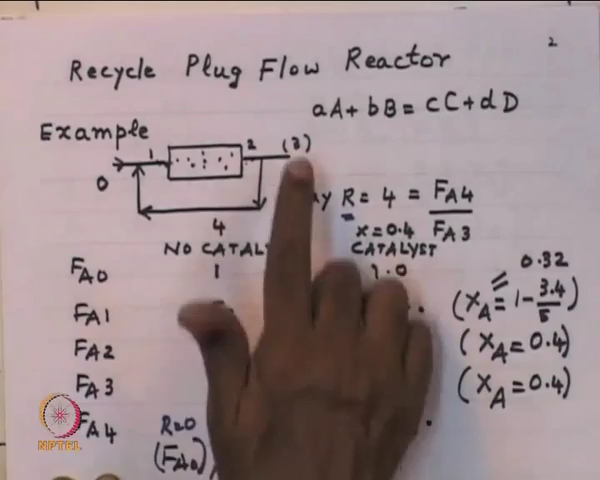 2
Recycle Plug Flow Reactor
aA + bB = cC + dD
Example
1 2 (3)
0
R = 4 = FA4/FA3
4 x=0.4
NO CATAL CATALYST
0.32
FA0 1 1.0
FA1 (XA = 1 - 3.4/5)
FA2 (XA = 0.4)
FA3 (XA = 0.4)
FA4 R=0
(FA0)
NPTEL